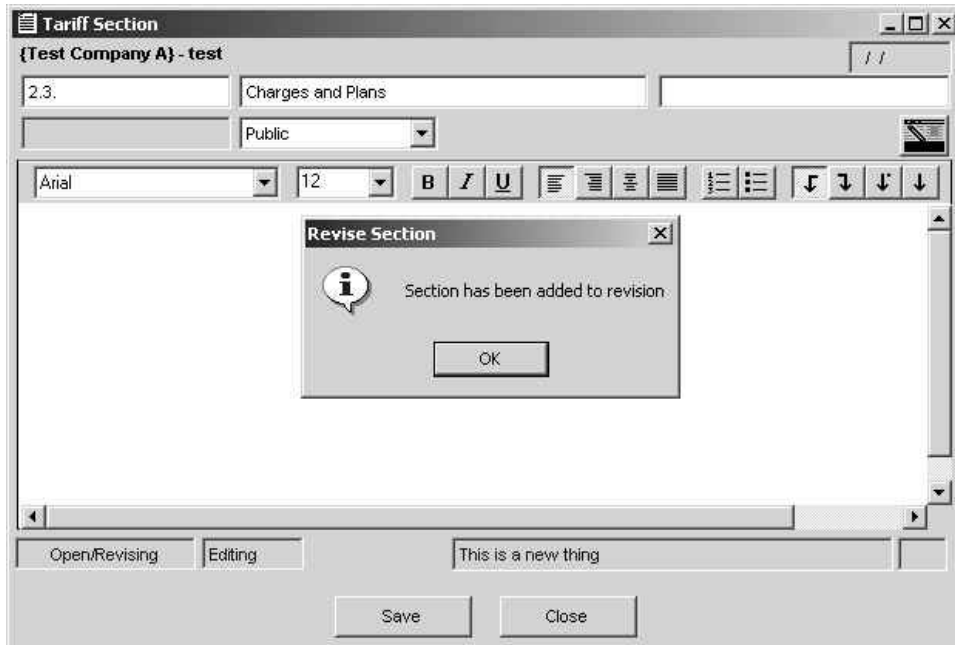 Tariff Section
{Test Company A} - test
/ /
2.3.
Charges and Plans
Public
Arial
12
B I U
Revise Section
Section has been added to revision
OK
Open/Revising
Editing
This is a new thing
Save
Close